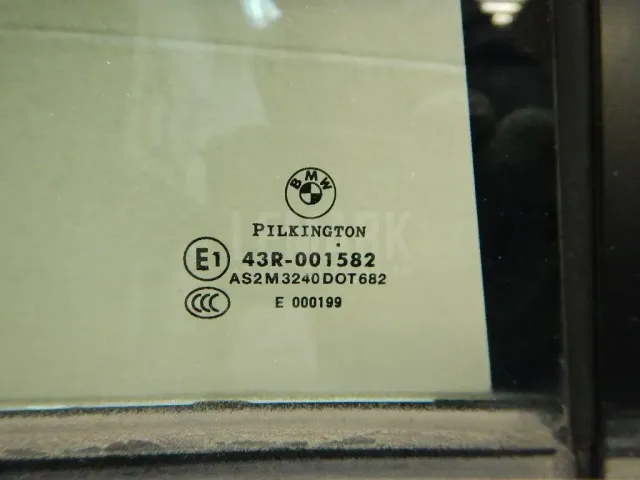 BMW
PILKINGTON
E1 43R-001582
AS2 M3240 DOT682
CCC E 000199